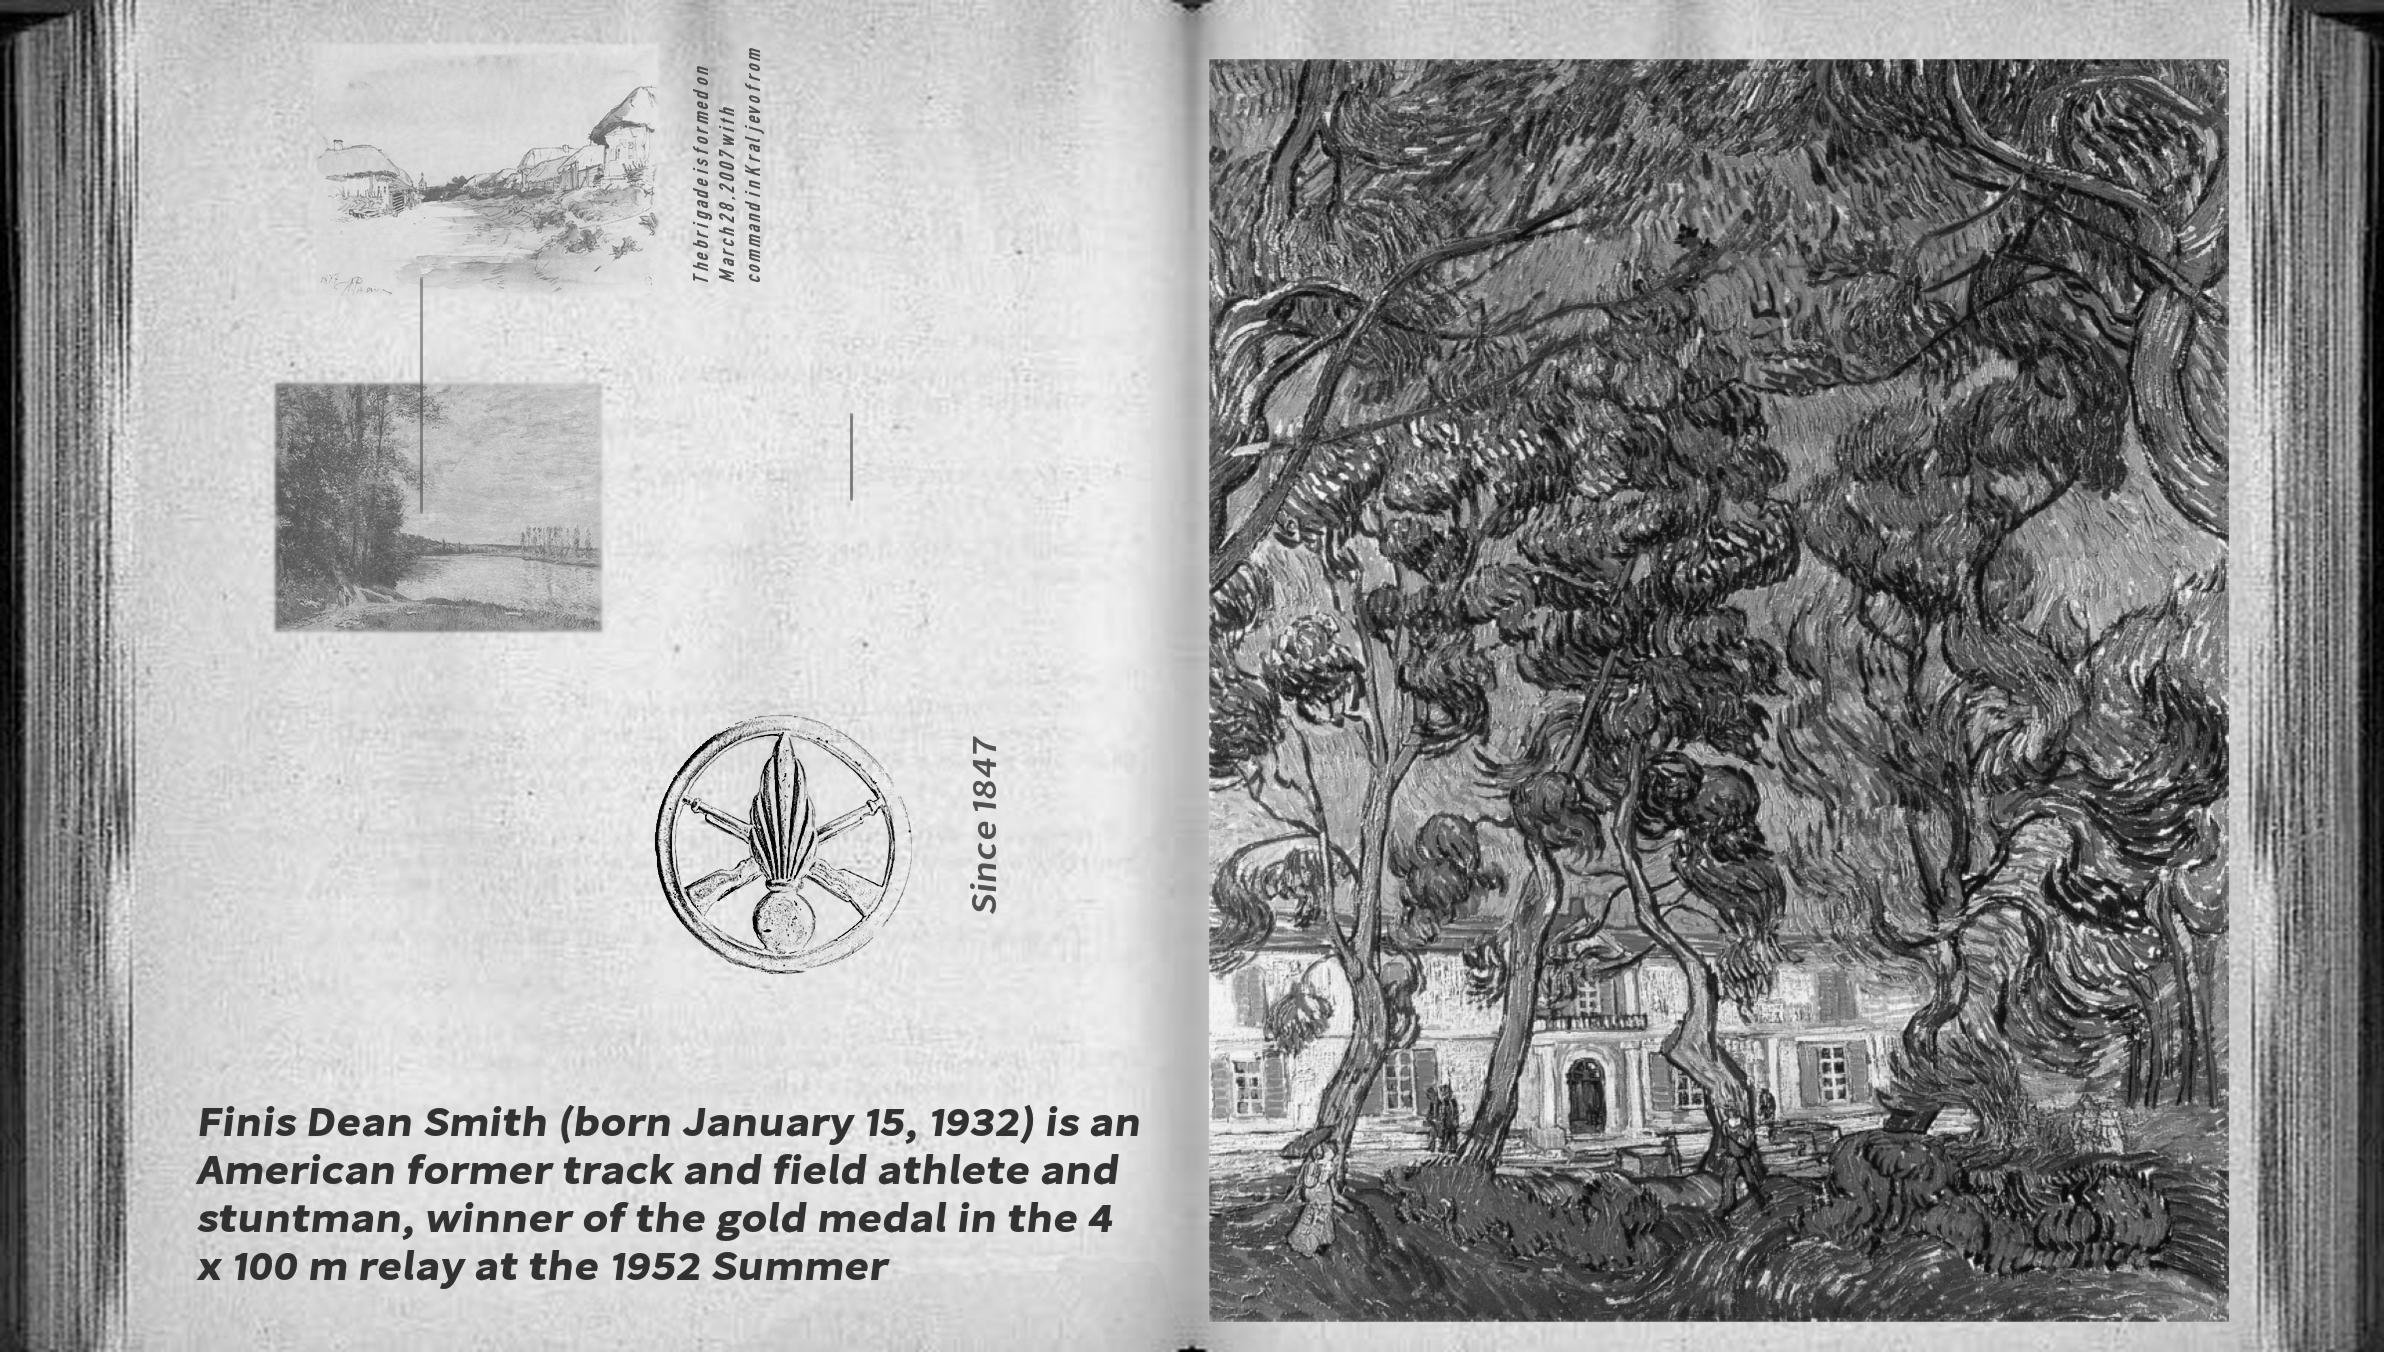 The brigade is formed on
March 28. 2007 with
command in Kraljevo from
Since 1847
Finis Dean Smith (born January 15, 1932) is an
American former track and field athlete and
stuntman, winner of the gold medal in the 4
x 100 m relay at the 1952 Summer